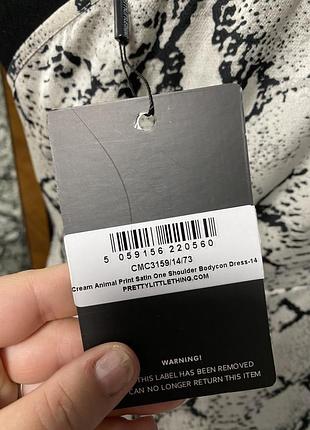 5 059156 220560
CMC3159/14/73
Cream Animal Print Satin One Shoulder Bodycon Dress-14
PRETTYLITTLETHING.COM
WARNING!
THIS LABEL HAS BEEN REMOVED
CAN NO LONGER RETURN THIS ITEM